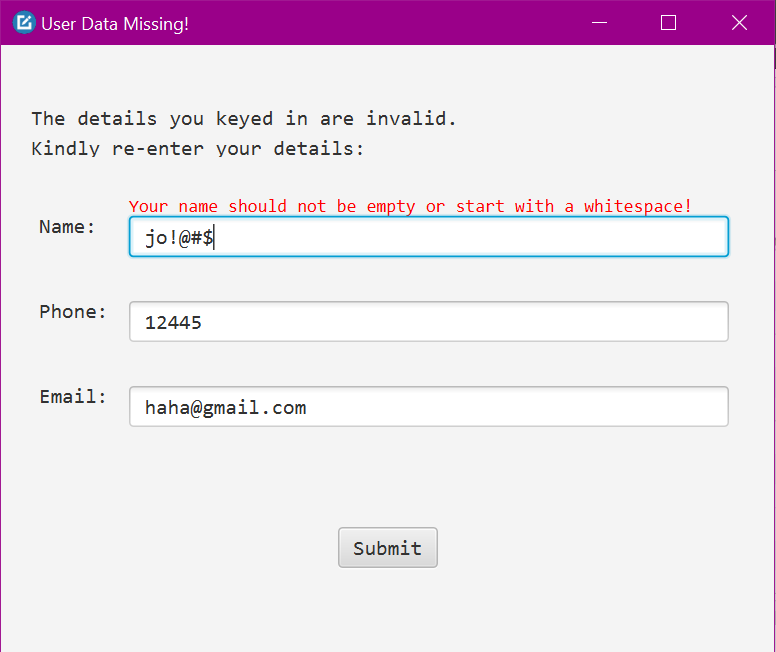 User Data Missing!
The details you keyed in are invalid.
Kindly re-enter your details:
Your name should not be empty or start with a whitespace!
Name:
jo!@#$
Phone:
12445
Email:
haha@gmail.com
Submit